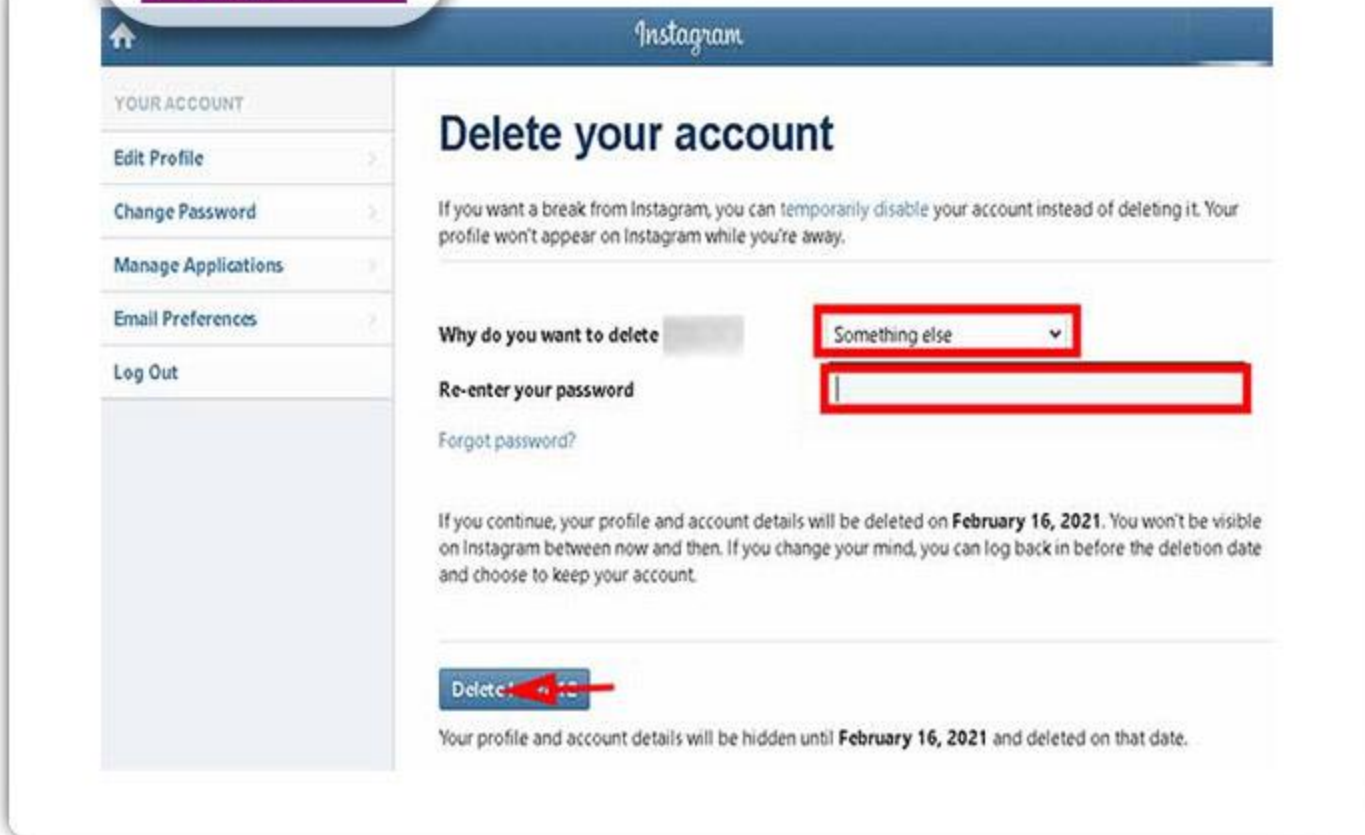 Instagram
YOUR ACCOUNT
Edit Profile
Change Password
Manage Applications
Email Preferences
Log Out
Delete your account
If you want a break from Instagram, you can temporarily disable your account instead of deleting it. Your
profile won't appear on Instagram while you're away.
Why do you want to delete
Something else
Re-enter your password
Forgot password?
If you continue, your profile and account details will be deleted on February 16, 2021. You won't be visible
on Instagram between now and then. If you change your mind, you can log back in before the deletion date
and choose to keep your account.
Delete
Your profile and account details will be hidden until February 16, 2021 and deleted on that date.